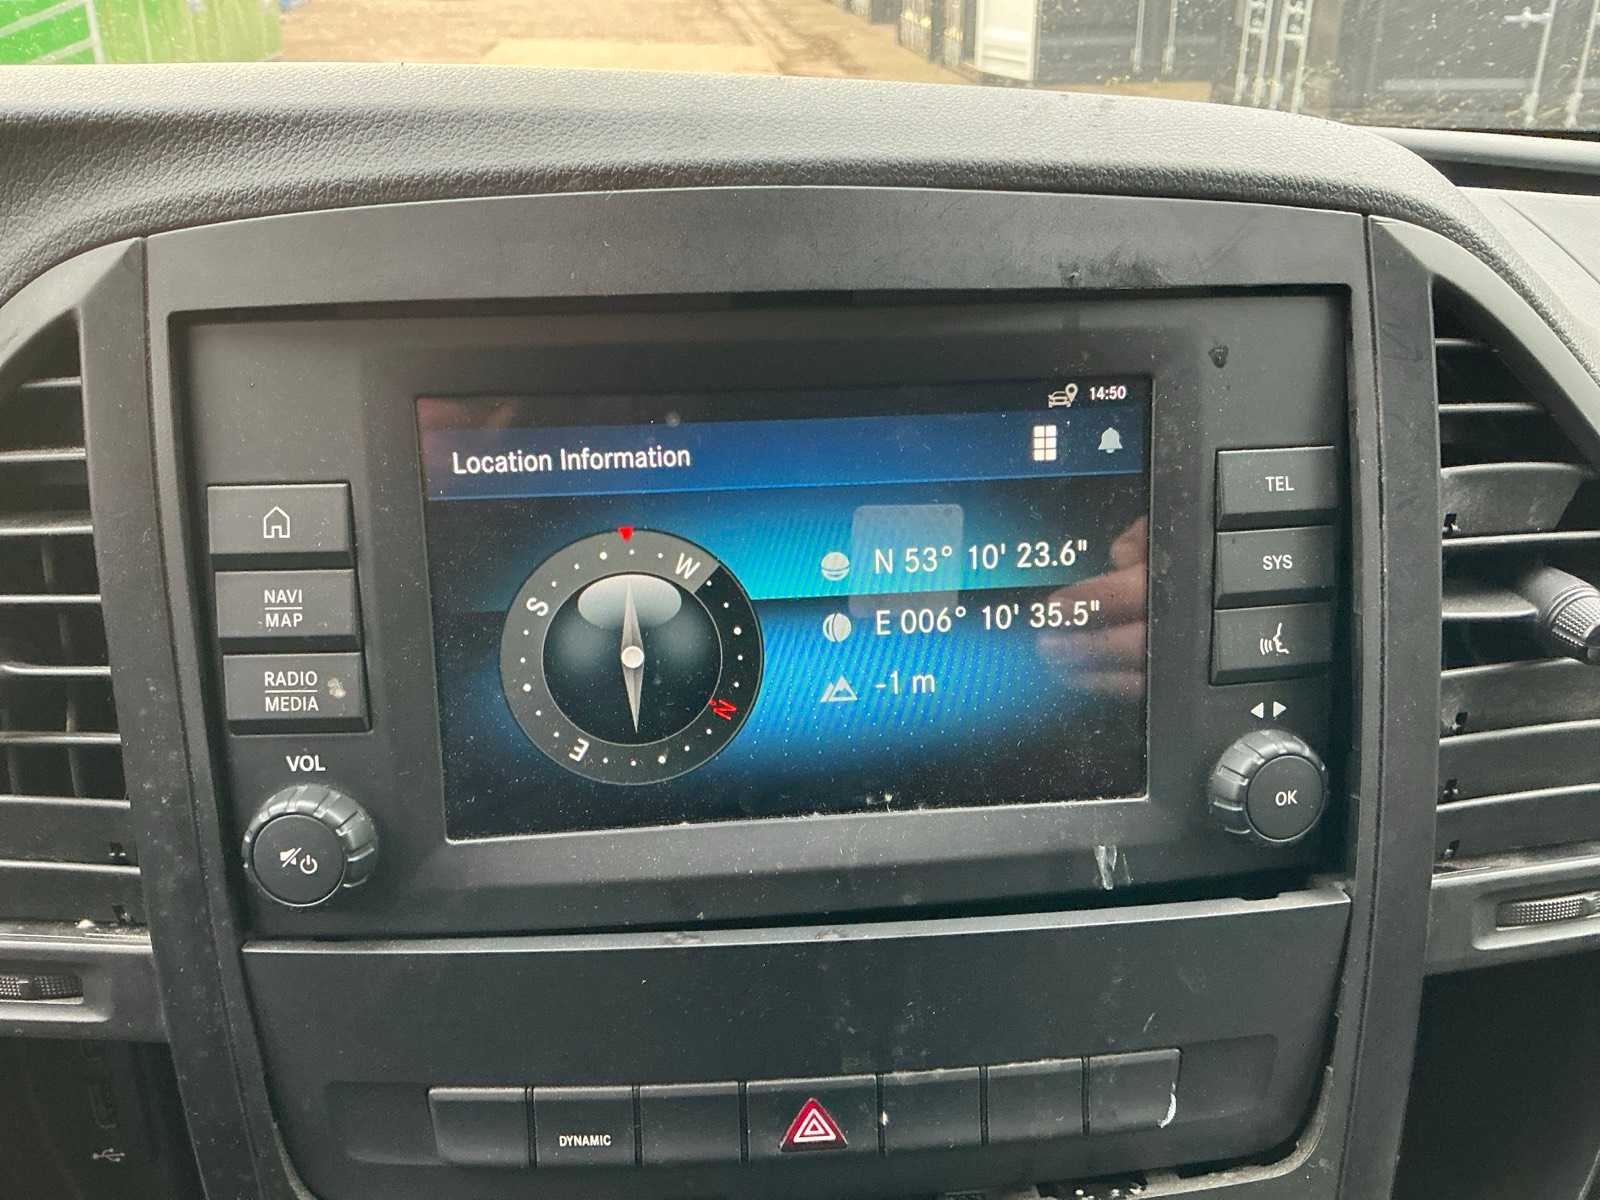 14:50
Location Information
W
S
N
E
N 53° 10' 23.6"
E 006° 10' 35.5"
-1 m
NAVI
MAP
RADIO
MEDIA
VOL
TEL
SYS
OK
DYNAMIC